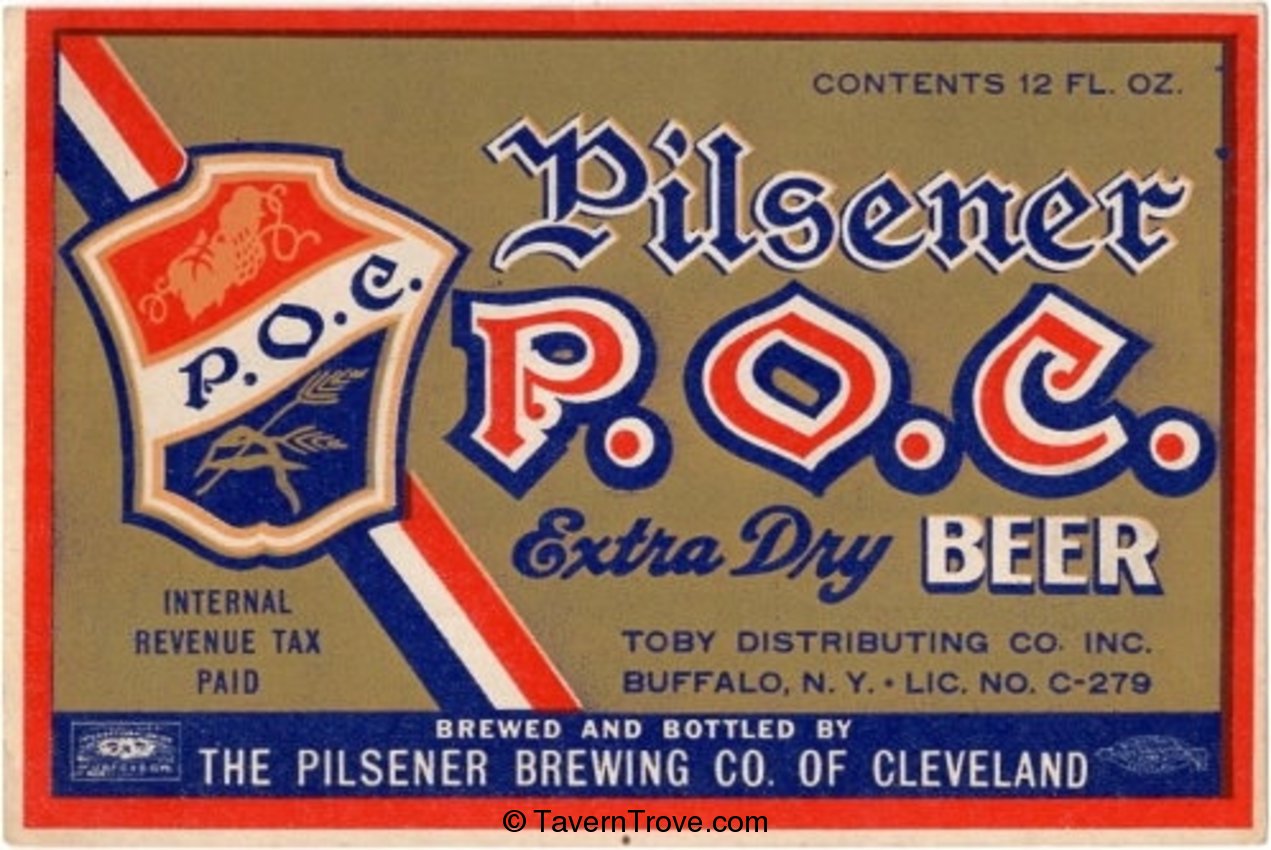 CONTENTS 12 FL. OZ.
Pilsener
P.O.C.
P.O.C.
Extra Dry BEER
INTERNAL
REVENUE TAX
PAID
TOBY DISTRIBUTING CO. INC.
BUFFALO, N. Y. • LIC. NO. C-279
BREWED AND BOTTLED BY
THE PILSENER BREWING CO. OF CLEVELAND
© TavernTrove.com